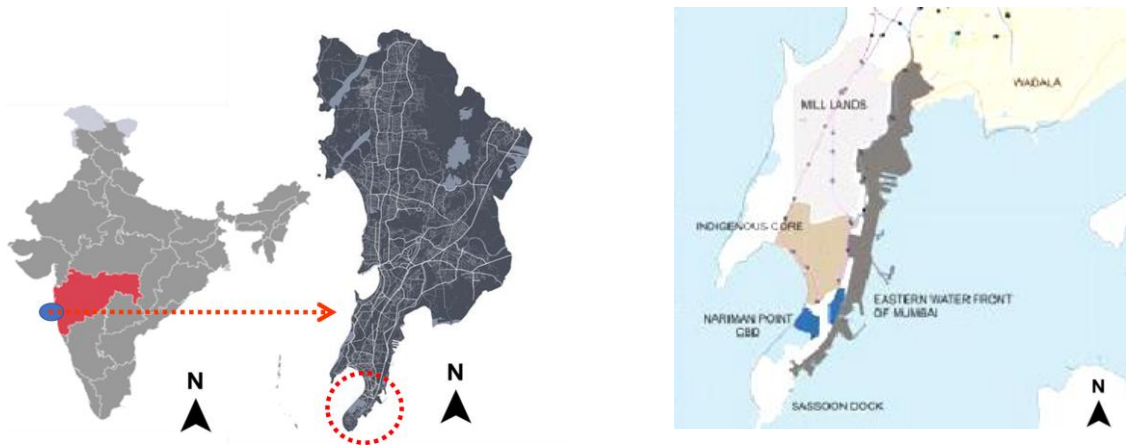 MILL LANDS
WADALA
INDIGENOUS CORE
EASTERN WATER FRONT
OF MUMBAI
NARIMAN POINT
CBD
SASSOON DOCK
N
N
N